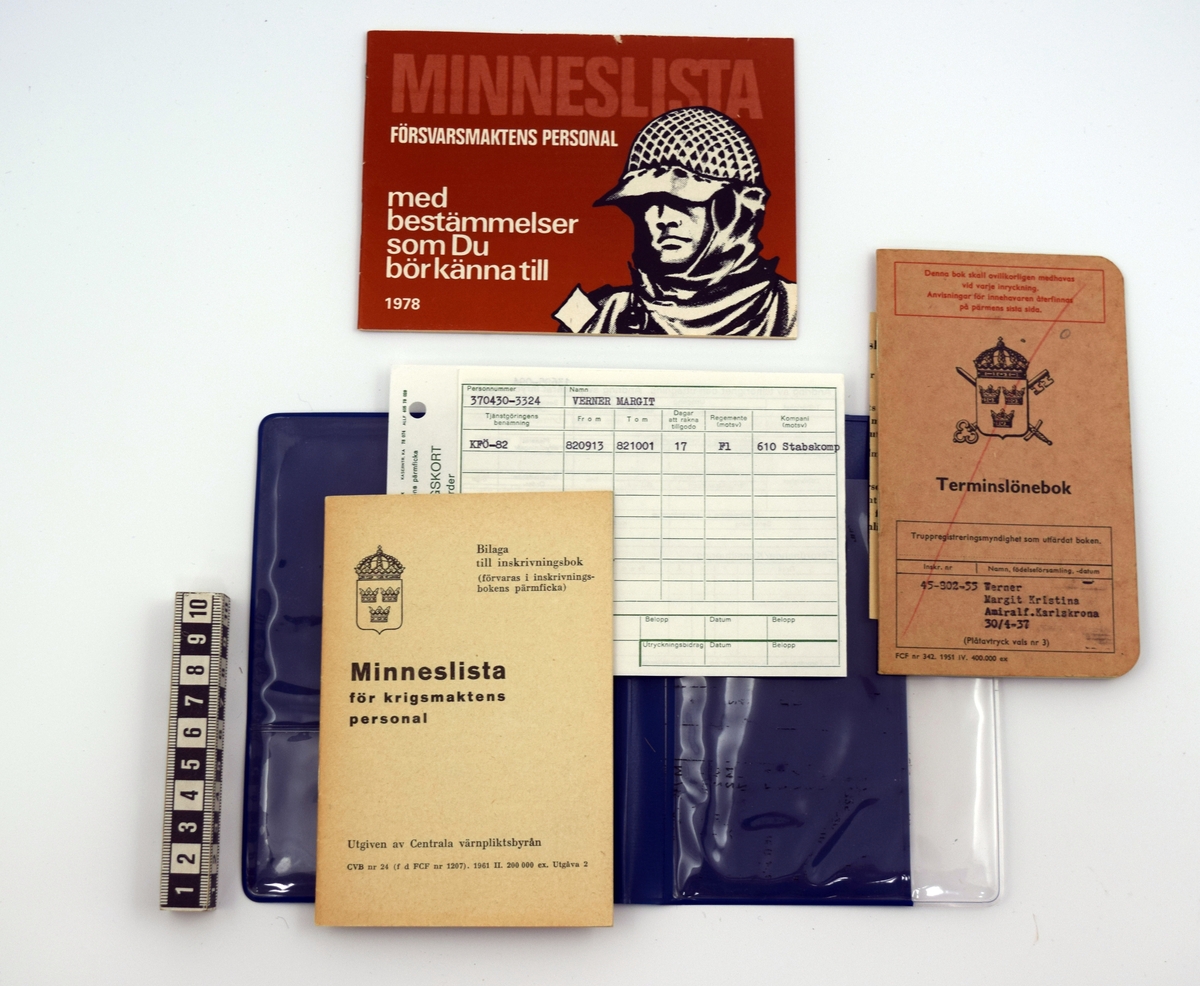 MINNESLISTA
FÖRSVARSMAKTENS PERSONAL
med
bestämmelser
som Du
bör känna till
1978
Denna bok skall ovillkorligen medhavas
vid varje inryckning.
Anvisningar för innehavaren återfinnas
på pärmens sista sida.
Terminslönebok
Truppregistreringsmyndighet som utfärdat boken.
Inskr. nr Namn, födelseförsamling, -datum
45-802-55 Werner
Margit Kristina
Amiralf.Karlskrona
30/4-37
(Plåtavtryck vals nr 3)
FCF nr 342. 1951 IV. 400.000 ex
Personnummer Namn
370430-3324 VERNER MARGIT
Tjänstgöringens benämning Fr o m T o m Dagar att räkna tillgodo Regemente (motsv) Kompani (motsv)
KFÖ-82 820913 821001 17 Fl 610 Stabskomp
Belopp Datum Belopp
Utryckningsbidrag Datum Belopp
GSKORT
Bilaga
till inskrivningsbok
(förvaras i inskrivnings-
bokens pärmficka)
Minneslista
för krigsmaktens
personal
Utgiven av Centrala värnpliktsbyrån
CVB nr 24 (f d FCF nr 1207). 1961 II. 200 000 ex. Utgåva 2
1 2 3 4 5 6 7 8 9 10